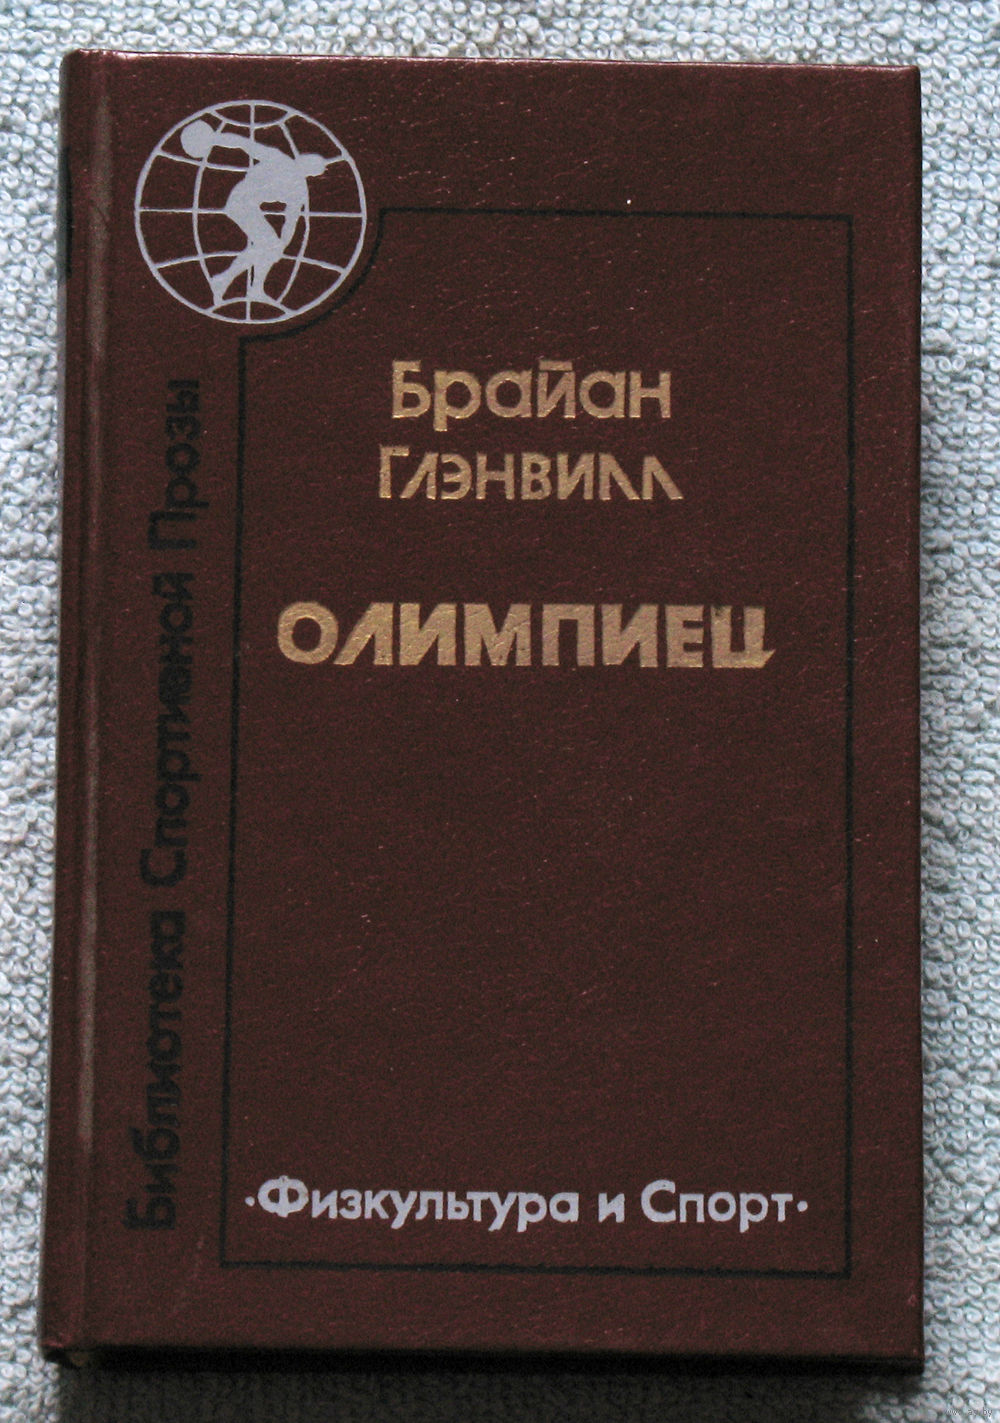 Брайан
Глэнвилл
ОЛИМПИЕЦ
Библиотека Спортивной Прозы
·Физкультура и Спорт·